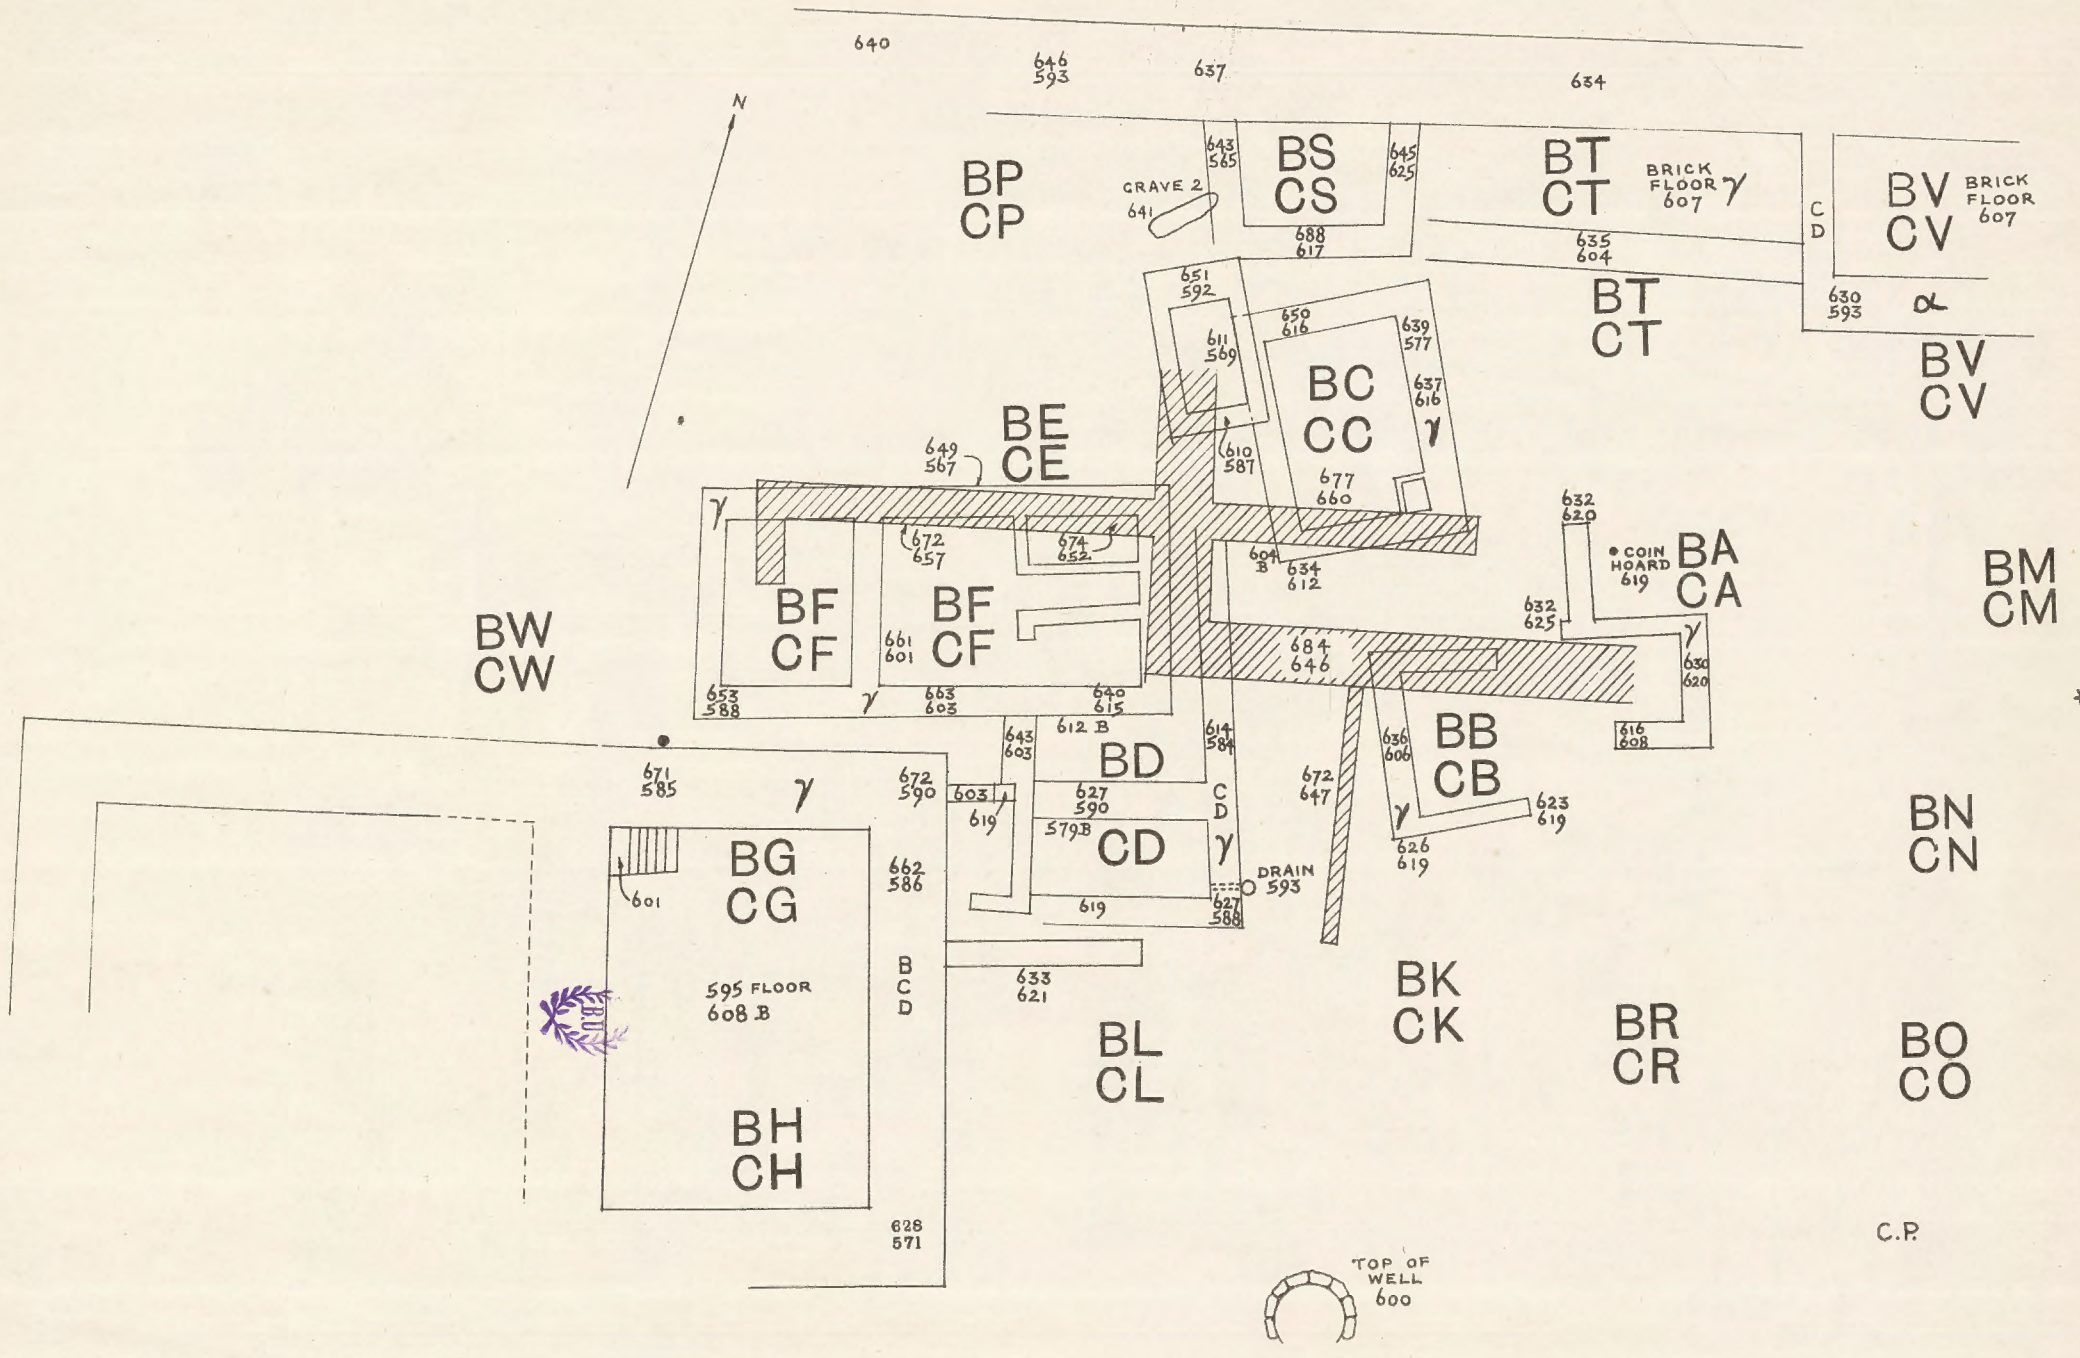 640
646
593
637
634
N
643
565
BS
CS
645
625
BT
CT
BRICK
FLOOR γ
607
C
D
BV
CV
BRICK
FLOOR
607
BP
CP
GRAVE 2
641
688
617
635
604
651
592
BT
CT
630
593
α
650
616
639
577
611
569
BC
CC
637
616
γ
BV
CV
BE
CE
649
567
610
587
677
660
γ
672
657
674
652
604
B
634
612
632
620
COIN
HOARD
619
BA
CA
BM
CM
BW
CW
BF
CF
661
601
BF
CF
632
625
γ
684
646
630
620
653
588
γ
663
603
640
615
612 B
643
603
614
584
BD
636
606
BB
CB
616
608
671
585
γ
672
590
603
619
627
590
579 B
CD
C
D
γ
672
647
γ
623
619
626
619
BN
CN
601
BG
CG
662
586
619
DRAIN
593
627
588
595 FLOOR
608 B
B
C
D
633
621
B.U
BK
CK
BL
CL
BR
CR
BO
CO
BH
CH
628
571
C.P.
TOP OF
WELL
600